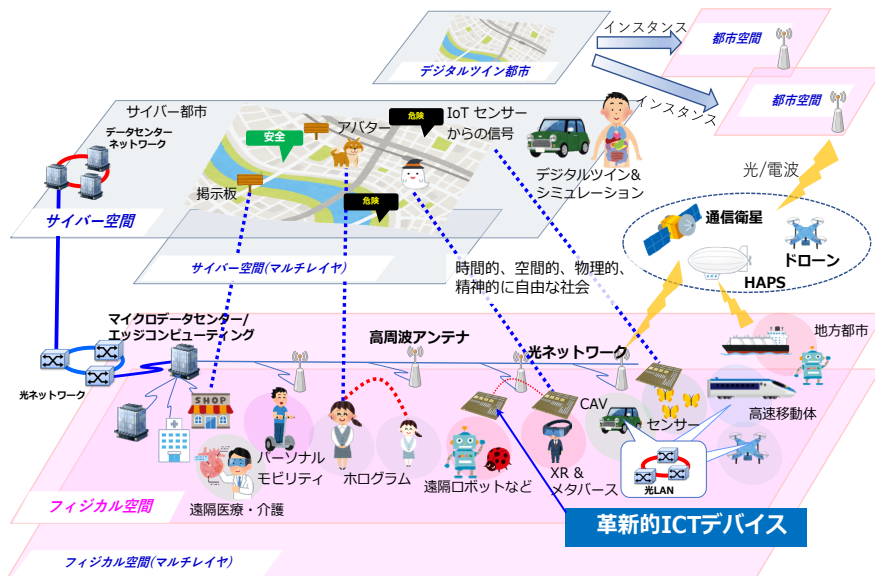 インスタンス
都市空間
デジタルツイン都市
インスタンス
都市空間
サイバー都市
データセンター
ネットワーク
安全
アバター
危険
IoT センサー
からの信号
掲示板
危険
デジタルツイン&
シミュレーション
光/電波
サイバー空間
通信衛星
ドローン
HAPS
サイバー空間(マルチレイヤ)
時間的、空間的、物理的、
精神的に自由な社会
マイクロデータセンター/
エッジコンピューティング
高周波アンテナ
光ネットワーク
地方都市
光ネットワーク
SHOP
CAV
センサー
高速移動体
パーソナル
モビリティ
ホログラム
遠隔ロボットなど
XR &
メタバース
光LAN
フィジカル空間
遠隔医療・介護
革新的ICTデバイス
フィジカル空間(マルチレイヤ)